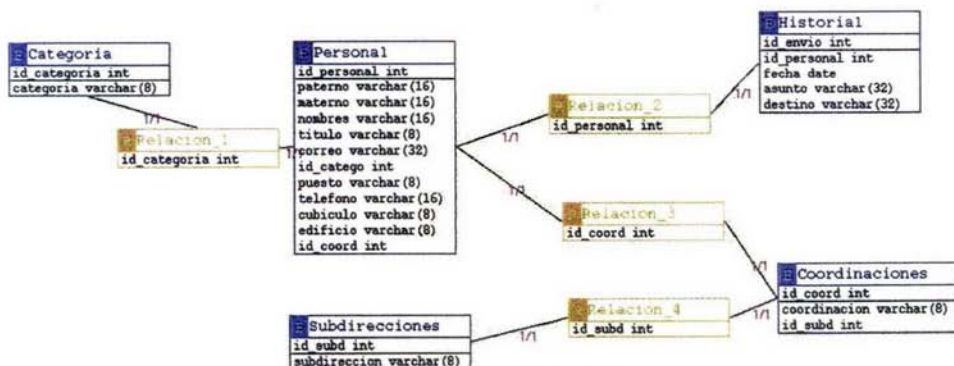 Categoria
id_categoria int
categoria varchar(8)
1/1
Relacion_1
id_categoria int
1/1
Personal
id_personal int
paterno varchar(16)
materno varchar(16)
nombres varchar(16)
titulo varchar(8)
correo varchar(32)
id_catego int
puesto varchar(8)
telefono varchar(16)
cubiculo varchar(8)
edificio varchar(8)
id_coord int
1/1
Relacion_2
id_personal int
1/1
Historial
id_envio int
id_personal int
fecha date
asunto varchar(32)
destino varchar(32)
1/1
Relacion_3
id_coord int
1/1
Coordinaciones
id_coord int
coordinacion varchar(8)
id_subd int
Subdirecciones
id_subd int
subdireccion varchar(8)
1/1
Relacion_4
id_subd int
1/1